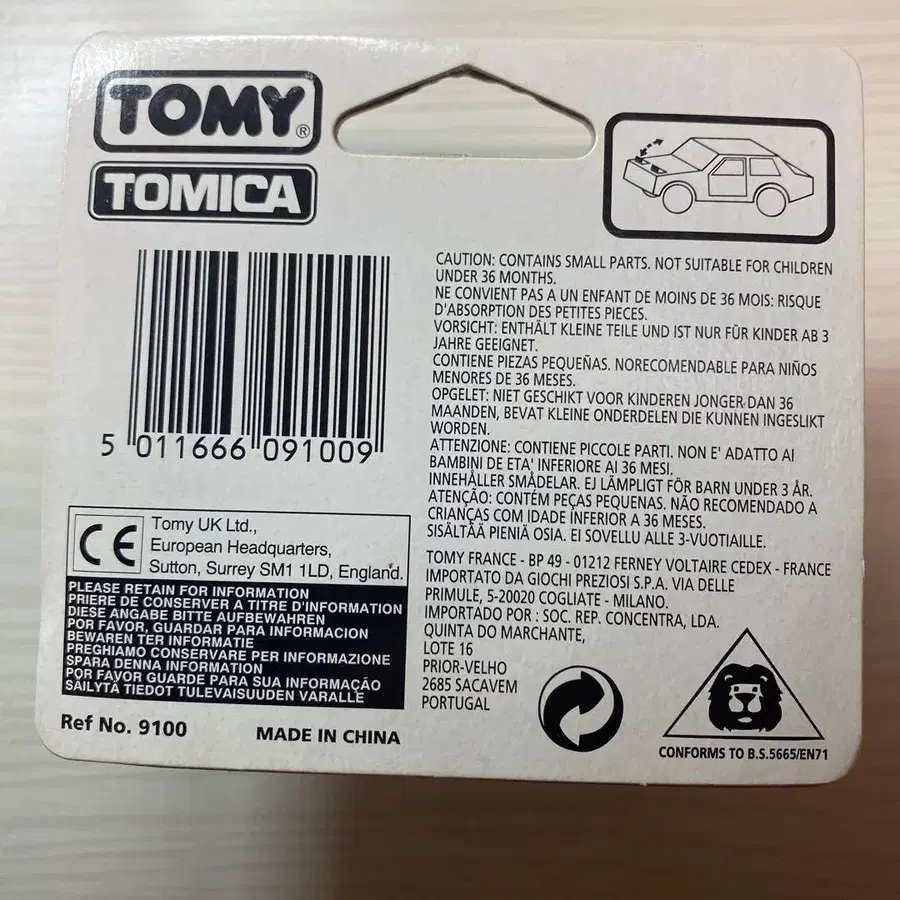 TOMY®
TOMICA
5 011666 091009
CE
Tomy UK Ltd.,
European Headquarters,
Sutton, Surrey SM1 1LD, England.
PLEASE RETAIN FOR INFORMATION
PRIERE DE CONSERVER A TITRE D'INFORMATION
DIESE ANGABE BITTE AUFBEWAHREN
POR FAVOR, GUARDAR PARA INFORMACION
BEWAREN TER INFORMATIE
PREGHIAMO CONSERVARE PER INFORMAZIONE
SPARA DENNA INFORMATION
POR FAVOR GUARDE PARA SUA INFORMAÇÃO
SÄILYTÄ TIEDOT TULEVAISUUDEN VARALLE
Ref No. 9100
MADE IN CHINA
CAUTION: CONTAINS SMALL PARTS. NOT SUITABLE FOR CHILDREN
UNDER 36 MONTHS.
NE CONVIENT PAS A UN ENFANT DE MOINS DE 36 MOIS: RISQUE
D'ABSORPTION DES PETITES PIECES.
VORSICHT: ENTHÄLT KLEINE TEILE UND IST NUR FÜR KINDER AB 3
JAHRE GEEIGNET.
CONTIENE PIEZAS PEQUEÑAS. NORECOMENDABLE PARA NIÑOS
MENORES DE 36 MESES.
OPGELET: NIET GESCHIKT VOOR KINDEREN JONGER DAN 36
MAANDEN, BEVAT KLEINE ONDERDELEN DIE KUNNEN INGESLIKT
WORDEN.
ATTENZIONE: CONTIENE PICCOLE PARTI. NON E' ADATTO AI
BAMBINI DE ETA' INFERIORE AI 36 MESI.
INNEHÅLLER SMÅDELAR. EJ LÄMPLIGT FÖR BARN UNDER 3 ÅR.
ATENÇÃO: CONTÉM PEÇAS PEQUENAS. NÃO RECOMENDADO A
CRIANÇAS COM IDADE INFERIOR A 36 MESES.
SISÄLTÄÄ PIENIÄ OSIA. EI SOVELLU ALLE 3-VUOTIAILLE.
TOMY FRANCE - BP 49 - 01212 FERNEY VOLTAIRE CEDEX - FRANCE
IMPORTATO DA GIOCHI PREZIOSI S.P.A. VIA DELLE
PRIMULE, 5-20020 COGLIATE - MILANO.
IMPORTADO POR : SOC. REP. CONCENTRA, LDA.
QUINTA DO MARCHANTE,
LOTE 16
PRIOR-VELHO
2685 SACAVEM
PORTUGAL
CONFORMS TO B.S.5665/EN71